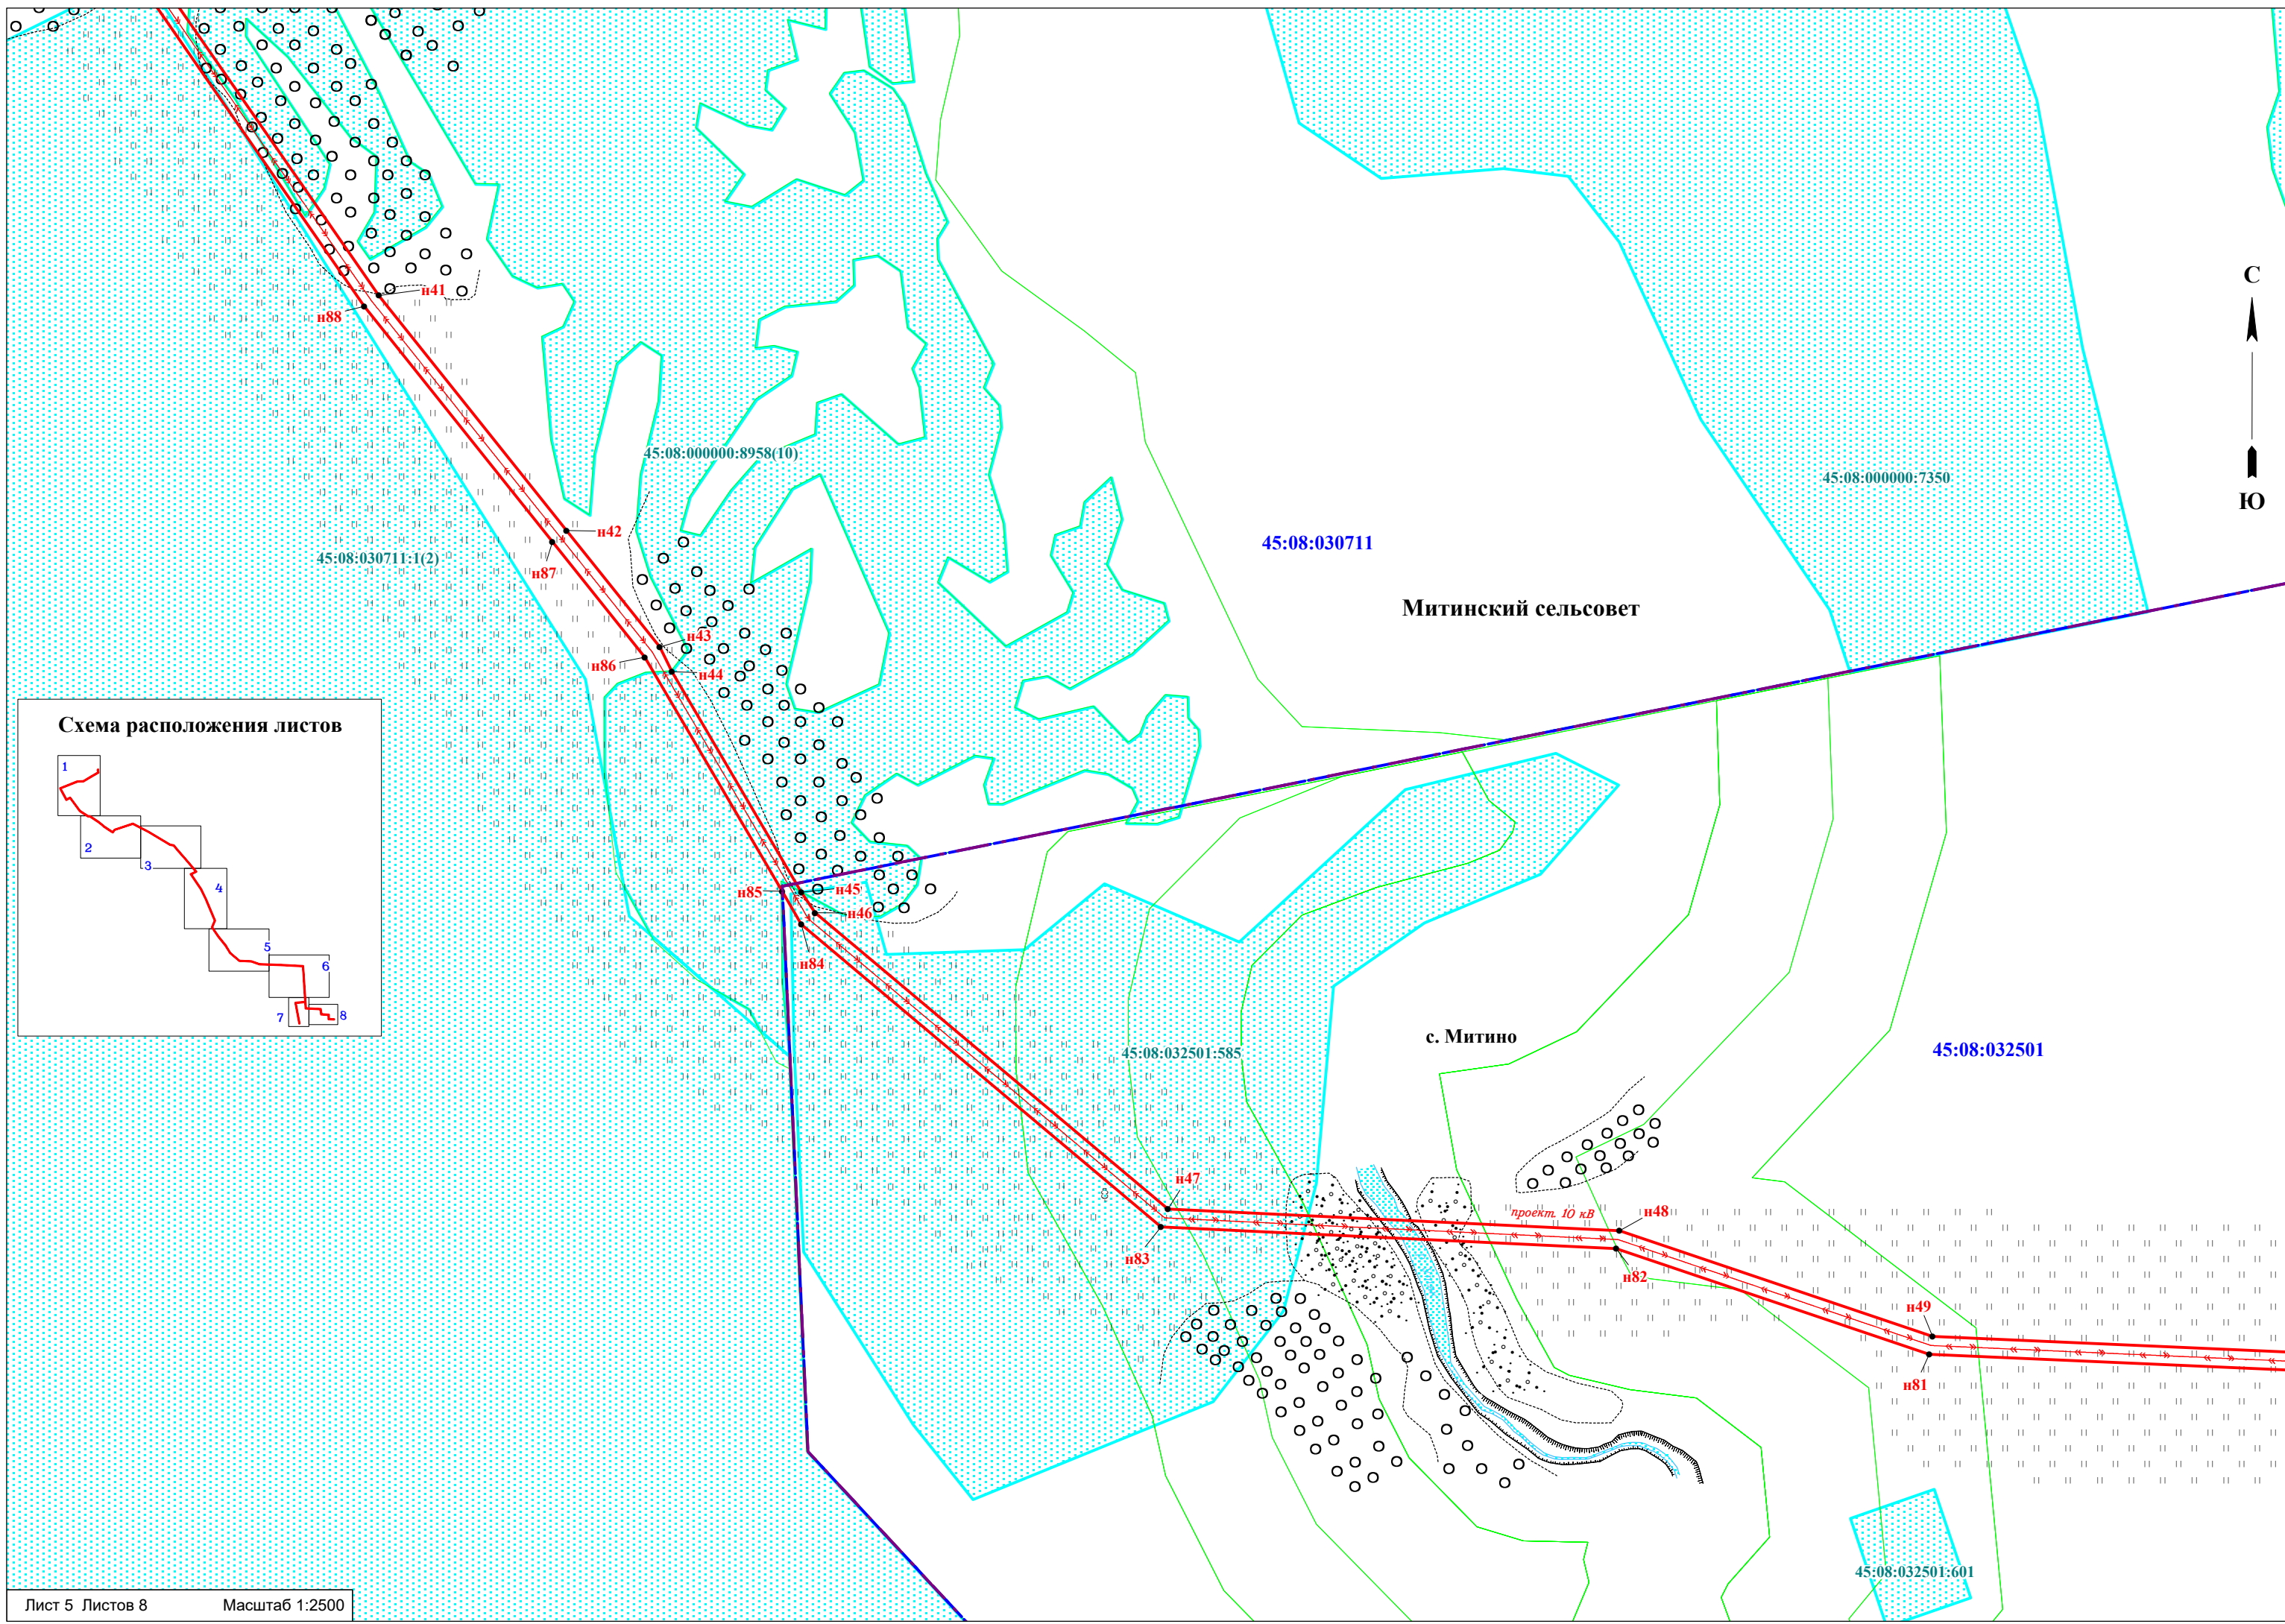 н41
н88
С
Ю
45:08:000000:8958(10)
45:08:000000:7350
н42
45:08:030711
45:08:030711:1(2)
н87
Митинский сельсовет
н43
н86
н44
Схема расположения листов
1
2
3
4
5
6
7
8
н85
н45
н46
н84
с. Митино
45:08:032501:585
45:08:032501
н47
проект. 10 кВ
н48
н83
н82
н49
н81
45:08:032501:601
Лист 5 Листов 8 Масштаб 1:2500